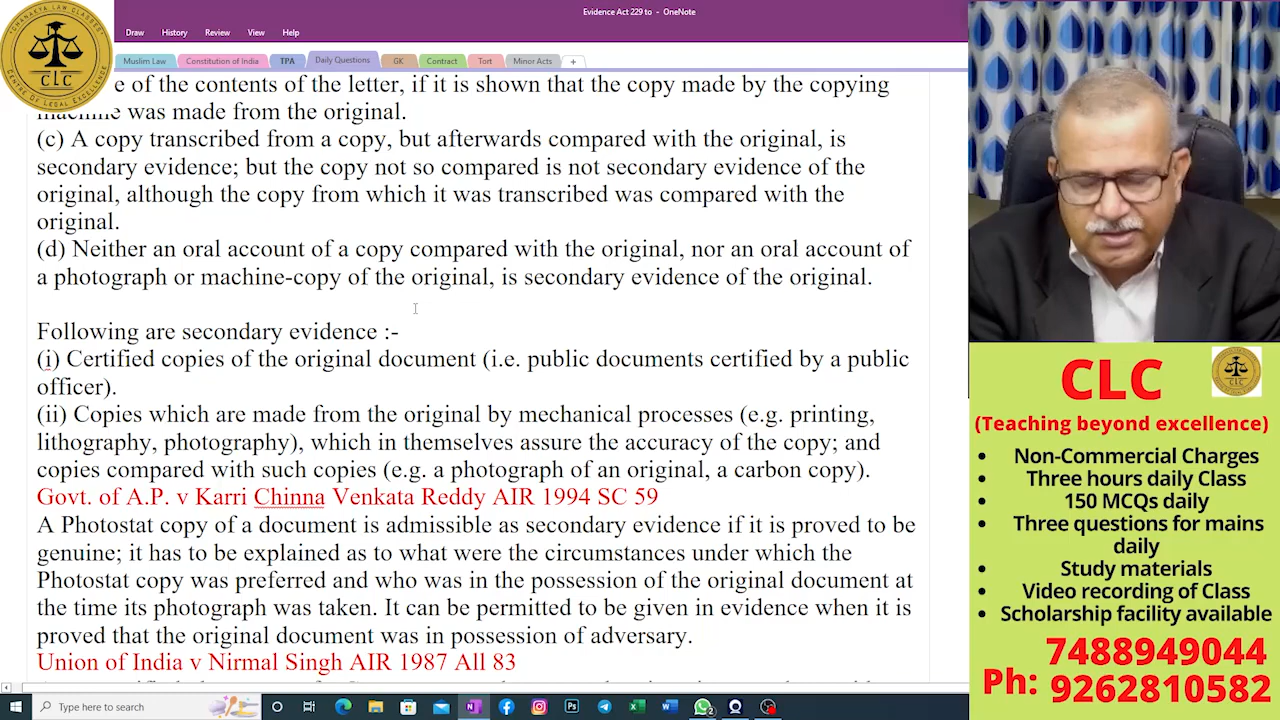 Evidence Act 229 to - OneNote
Draw History Review View Help
Muslim Law Constitution of India TPA Daily Questions GK Contract Tort Minor Acts +
CHANAKYA LAW CLASSES
CLC
CENTRE OF LEGAL EXCELLENCE
e of the contents of the letter, if it is shown that the copy made by the copying
machine was made from the original.
(c) A copy transcribed from a copy, but afterwards compared with the original, is
secondary evidence; but the copy not so compared is not secondary evidence of the
original, although the copy from which it was transcribed was compared with the
original.
(d) Neither an oral account of a copy compared with the original, nor an oral account of
a photograph or machine-copy of the original, is secondary evidence of the original.
Following are secondary evidence :-
(i) Certified copies of the original document (i.e. public documents certified by a public
officer).
(ii) Copies which are made from the original by mechanical processes (e.g. printing,
lithography, photography), which in themselves assure the accuracy of the copy; and
copies compared with such copies (e.g. a photograph of an original, a carbon copy).
Govt. of A.P. v Karri Chinna Venkata Reddy AIR 1994 SC 59
A Photostat copy of a document is admissible as secondary evidence if it is proved to be
genuine; it has to be explained as to what were the circumstances under which the
Photostat copy was preferred and who was in the possession of the original document at
the time its photograph was taken. It can be permitted to be given in evidence when it is
proved that the original document was in possession of adversary.
Union of India v Nirmal Singh AIR 1987 All 83
CLC
(Teaching beyond excellence)
• Non-Commercial Charges
• Three hours daily Class
• 150 MCQs daily
• Three questions for mains
daily
• Study materials
• Video recording of Class
• Scholarship facility available
Ph: 7488949044
9262810582
Type here to search